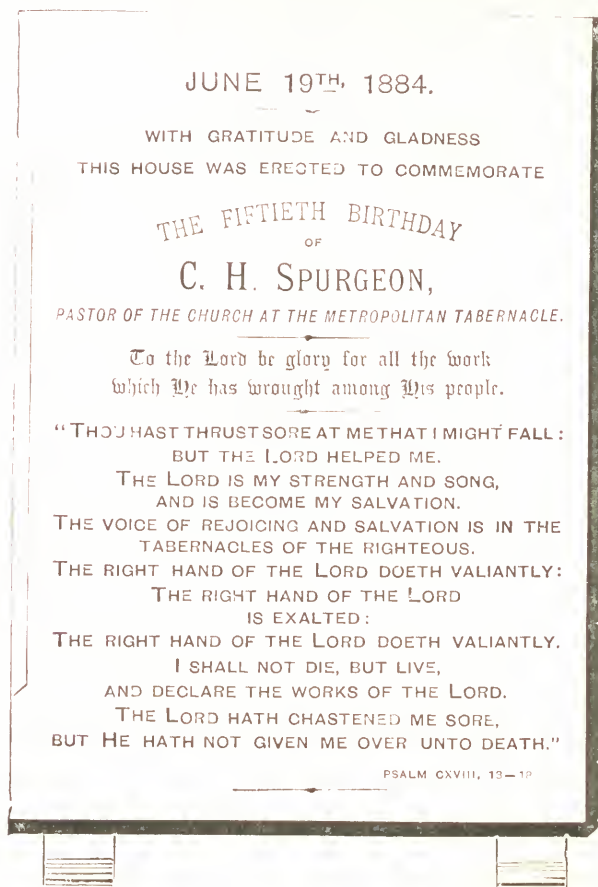 JUNE 19TH, 1884.
WITH GRATITUDE AND GLADNESS
THIS HOUSE WAS ERECTED TO COMMEMORATE
THE FIFTIETH BIRTHDAY
OF
C. H. SPURGEON,
PASTOR OF THE CHURCH AT THE METROPOLITAN TABERNACLE.
To the Lord be glory for all the work
which He has wrought among His people.
"THOU HAST THRUST SORE AT ME THAT I MIGHT FALL:
BUT THE LORD HELPED ME.
THE LORD IS MY STRENGTH AND SONG,
AND IS BECOME MY SALVATION.
THE VOICE OF REJOICING AND SALVATION IS IN THE
TABERNACLES OF THE RIGHTEOUS.
THE RIGHT HAND OF THE LORD DOETH VALIANTLY:
THE RIGHT HAND OF THE LORD
IS EXALTED:
THE RIGHT HAND OF THE LORD DOETH VALIANTLY.
I SHALL NOT DIE, BUT LIVE,
AND DECLARE THE WORKS OF THE LORD.
THE LORD HATH CHASTENED ME SORE,
BUT HE HATH NOT GIVEN ME OVER UNTO DEATH."
PSALM CXVIII, 13—18